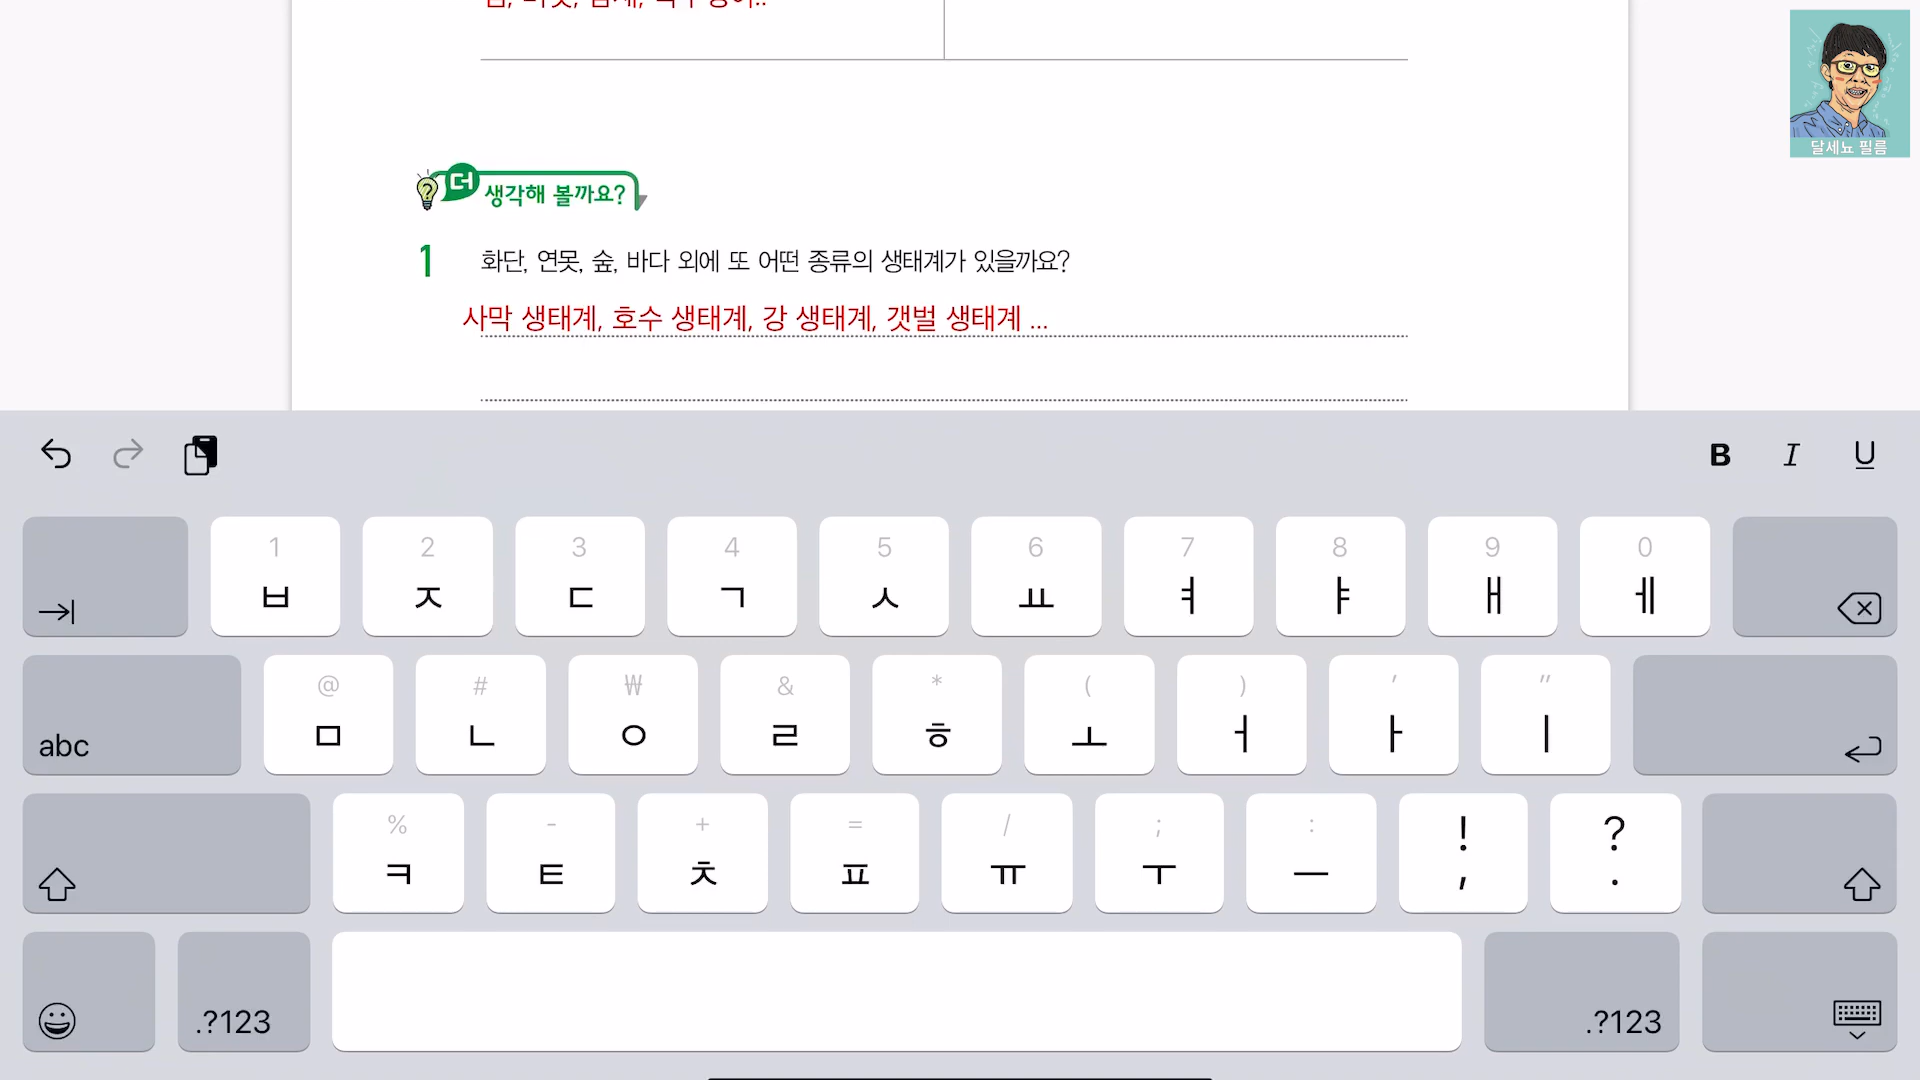 더 생각해 볼까요?
1 화단, 연못, 숲, 바다 외에 또 어떤 종류의 생태계가 있을까요?
사막 생태계, 호수 생태계, 강 생태계, 갯벌 생태계 ...
달세뇨 필름
B I U
1 2 3 4 5 6 7 8 9 0
ㅂ ㅈ ㄷ ㄱ ㅅ ㅛ ㅕ ㅑ ㅐ ㅔ
@ # ₩ & * ( ) ' "
abc ㅁ ㄴ ㅇ ㄹ ㅎ ㅗ ㅓ ㅏ ㅣ
% - + = / ; : ! ?
ㅋ ㅌ ㅊ ㅍ ㅠ ㅜ ㅡ , .
.?123 .?123